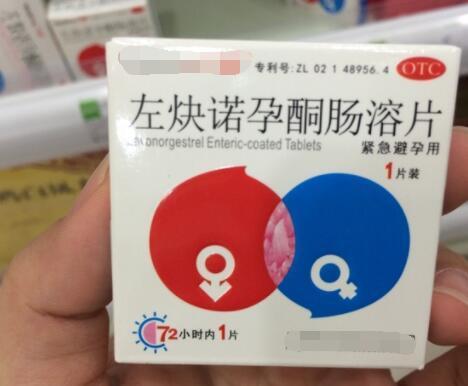 专利号:ZL 02 1 48956.4 OTC
左炔诺孕酮肠溶片
Levonorgestrel Enteric-coated Tablets
紧急避孕用
1片装
72小时内1片